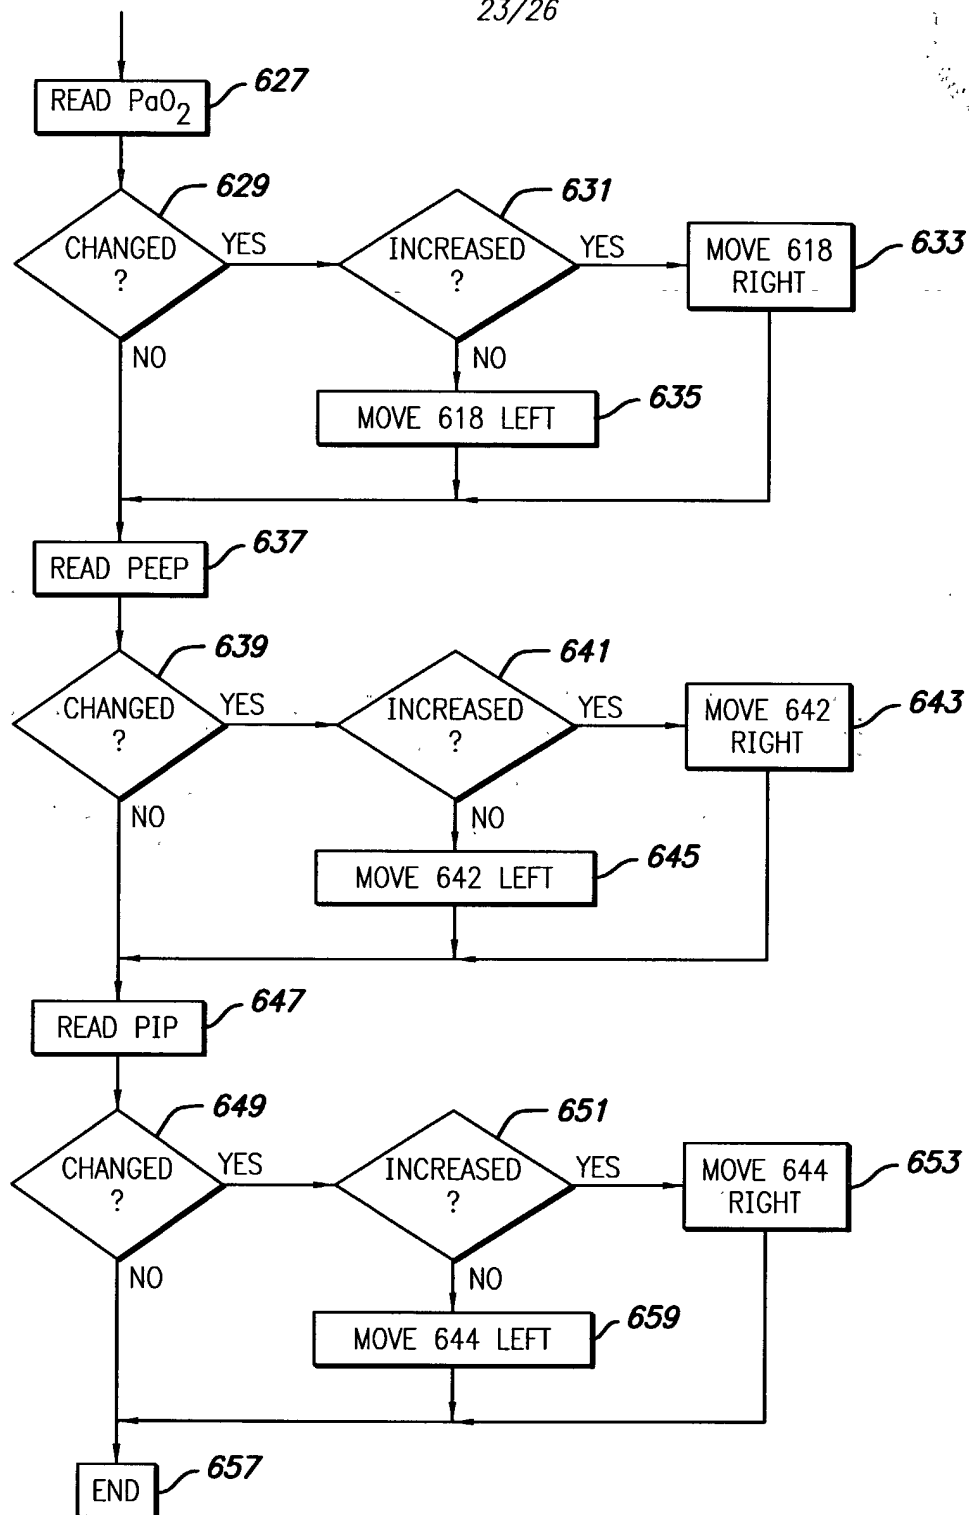 23/26
READ PaO2
627
CHANGED
?
629
YES
NO
INCREASED
?
631
YES
NO
MOVE 618
RIGHT
633
MOVE 618 LEFT
635
READ PEEP
637
CHANGED
?
639
YES
NO
INCREASED
?
641
YES
NO
MOVE 642
RIGHT
643
MOVE 642 LEFT
645
READ PIP
647
CHANGED
?
649
YES
NO
INCREASED
?
651
YES
NO
MOVE 644
RIGHT
653
MOVE 644 LEFT
659
END
657